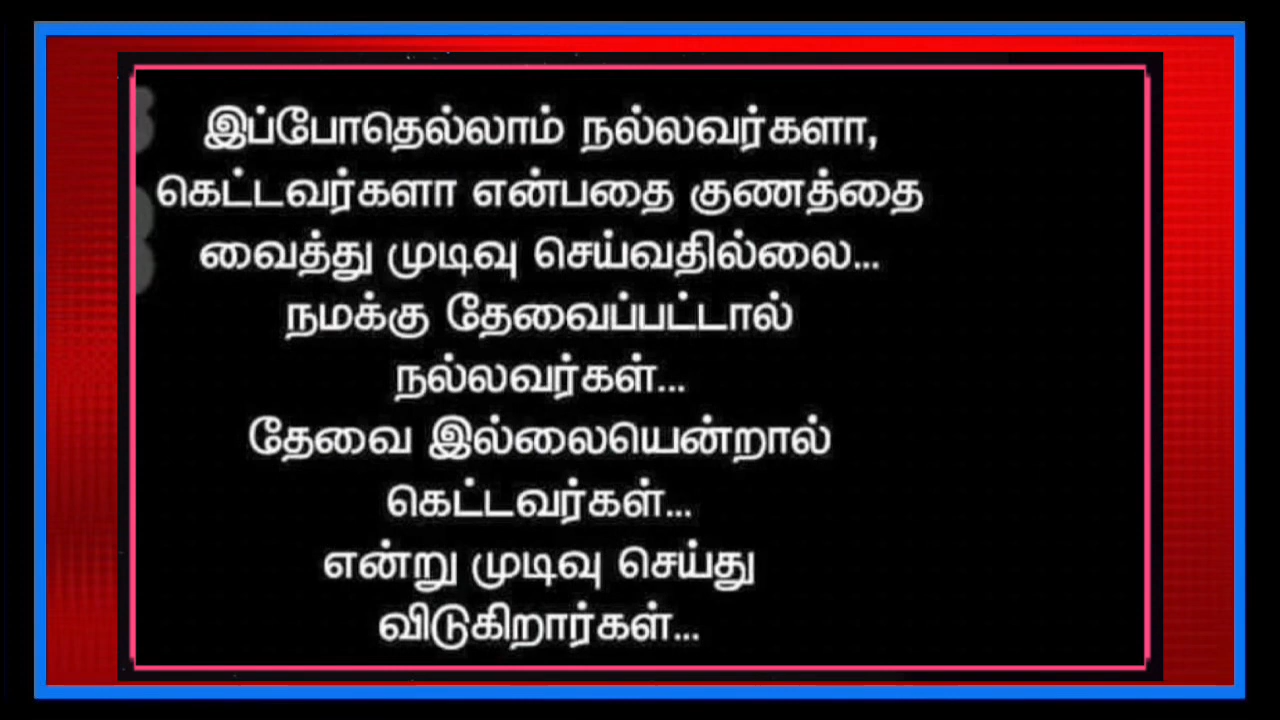 இப்போதெல்லாம் நல்லவர்களா,
கெட்டவர்களா என்பதை குணத்தை
வைத்து முடிவு செய்வதில்லை...
நமக்கு தேவைப்பட்டால்
நல்லவர்கள்...
தேவை இல்லையென்றால்
கெட்டவர்கள்...
என்று முடிவு செய்து
விடுகிறார்கள்...